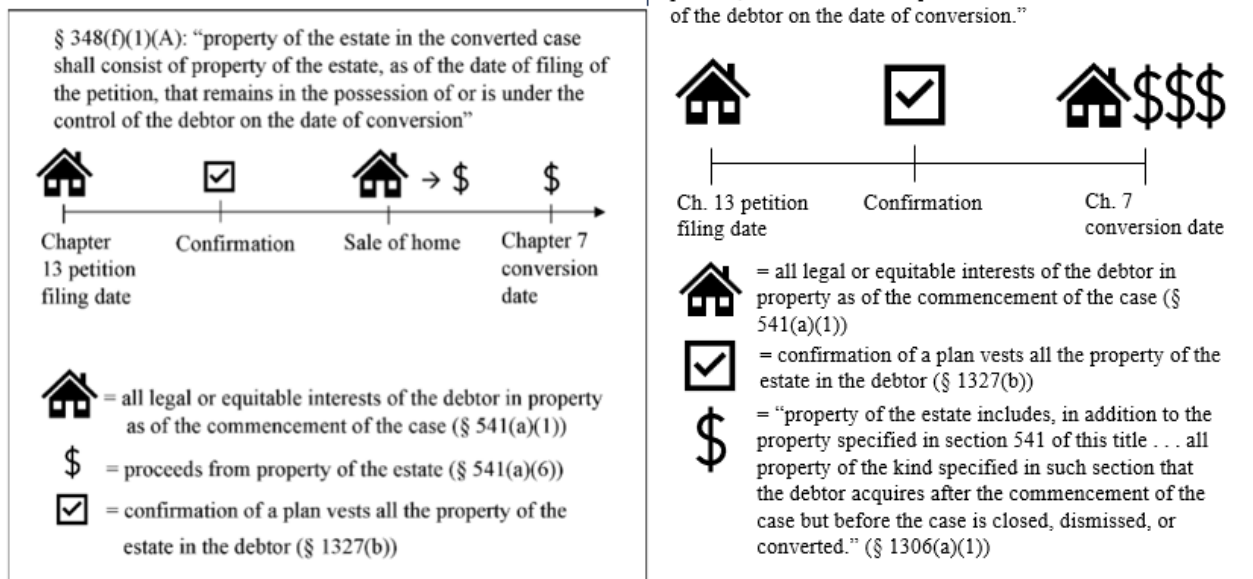 § 348(f)(1)(A): “property of the estate in the converted case
shall consist of property of the estate, as of the date of filing of
the petition, that remains in the possession of or is under the
control of the debtor on the date of conversion”
→ $
$
Chapter
13 petition
filing date
Confirmation
Sale of home
Chapter 7
conversion
date
= all legal or equitable interests of the debtor in property
as of the commencement of the case (§ 541(a)(1))
$ = proceeds from property of the estate (§ 541(a)(6))
= confirmation of a plan vests all the property of the
estate in the debtor (§ 1327(b))
of the debtor on the date of conversion.”
$$$
Ch. 13 petition
filing date
Confirmation
Ch. 7
conversion date
= all legal or equitable interests of the debtor in
property as of the commencement of the case (§
541(a)(1))
= confirmation of a plan vests all the property of the
estate in the debtor (§ 1327(b))
$ = “property of the estate includes, in addition to the
property specified in section 541 of this title . . . all
property of the kind specified in such section that
the debtor acquires after the commencement of the
case but before the case is closed, dismissed, or
converted.” (§ 1306(a)(1))